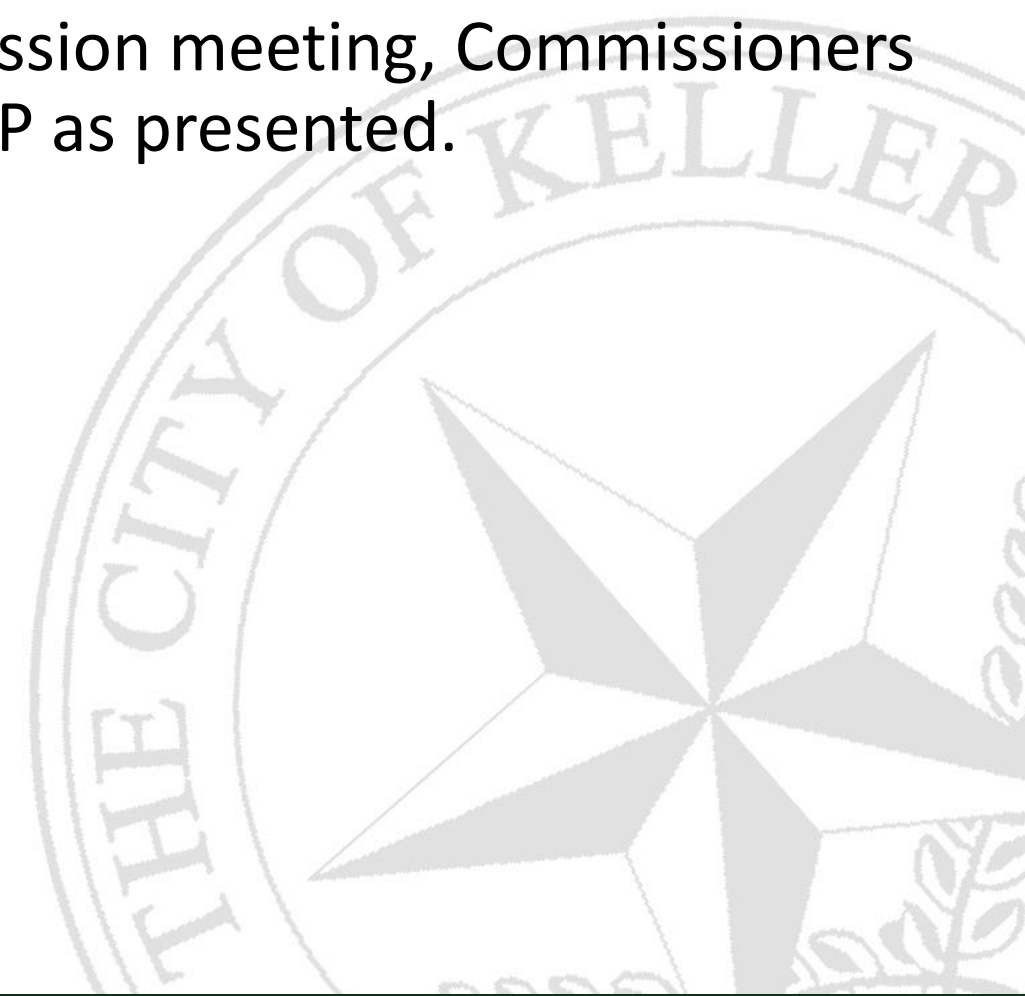 ssion meeting, Commissioners
P as presented.
THE CITY OF KELLER